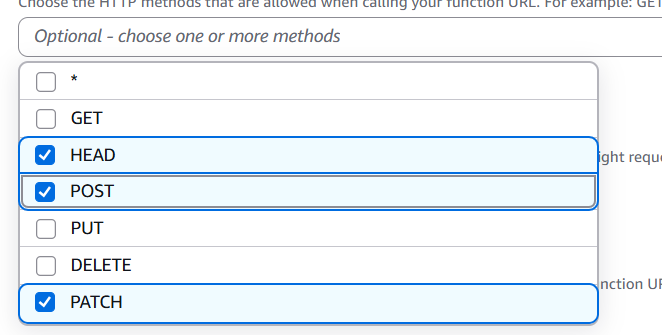 Choose the HTTP methods that are allowed when calling your function URL. For example: GET
Optional - choose one or more methods
*
GET
HEAD
ight reque
POST
PUT
DELETE
nction UR
PATCH